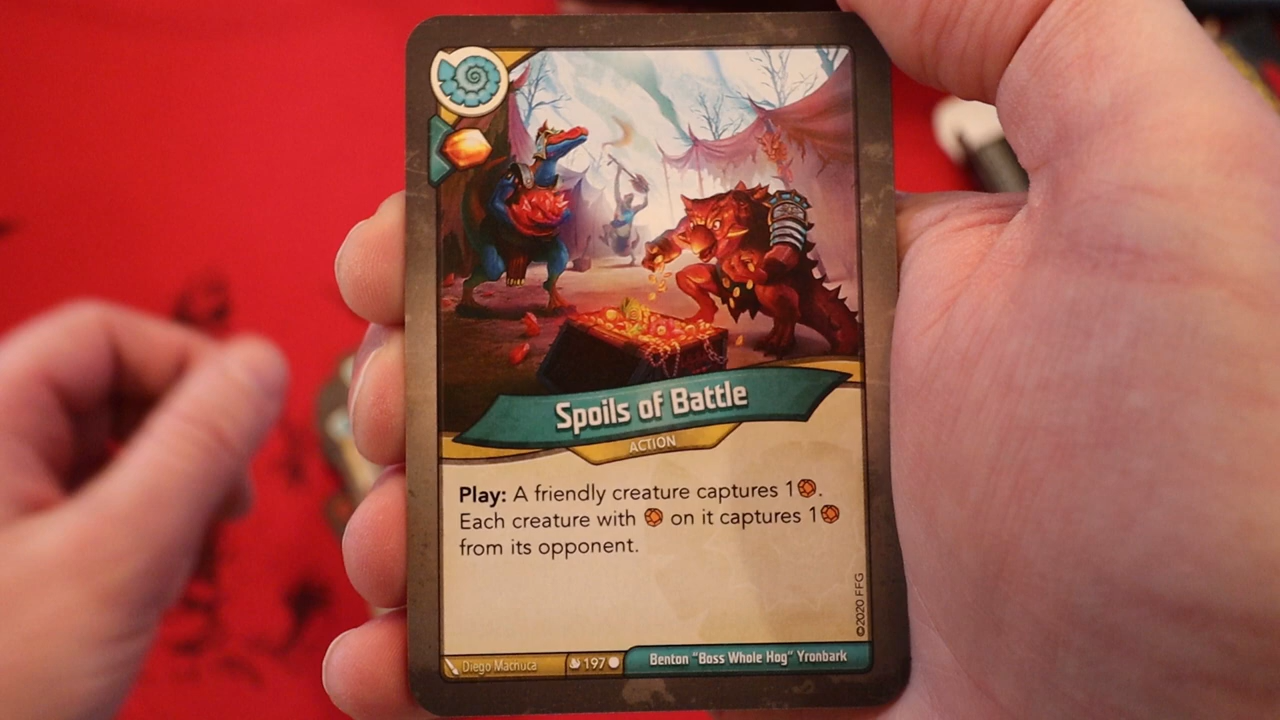 Spoils of Battle
ACTION
Play: A friendly creature captures 1.
Each creature with on it captures 1
from its opponent.
©2020 FFG
Diego Machuca
197
Benton "Boss Whole Hog" Yronbark